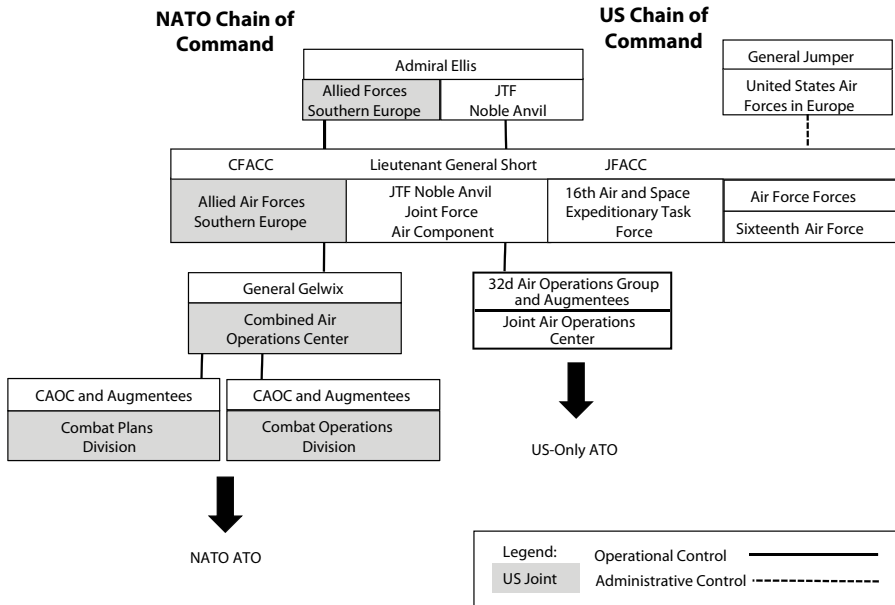 NATO Chain of
Command
US Chain of
Command
General Jumper
United States Air
Forces in Europe
Admiral Ellis
Allied Forces
Southern Europe
JTF
Noble Anvil
CFACC
Lieutenant General Short
JFACC
Allied Air Forces
Southern Europe
JTF Noble Anvil
Joint Force
Air Component
16th Air and Space
Expeditionary Task
Force
Air Force Forces
Sixteenth Air Force
General Gelwix
Combined Air
Operations Center
32d Air Operations Group
and Augmentees
Joint Air Operations
Center
CAOC and Augmentees
Combat Plans
Division
CAOC and Augmentees
Combat Operations
Division
US-Only ATO
NATO ATO
Legend:
US Joint
Operational Control
Administrative Control